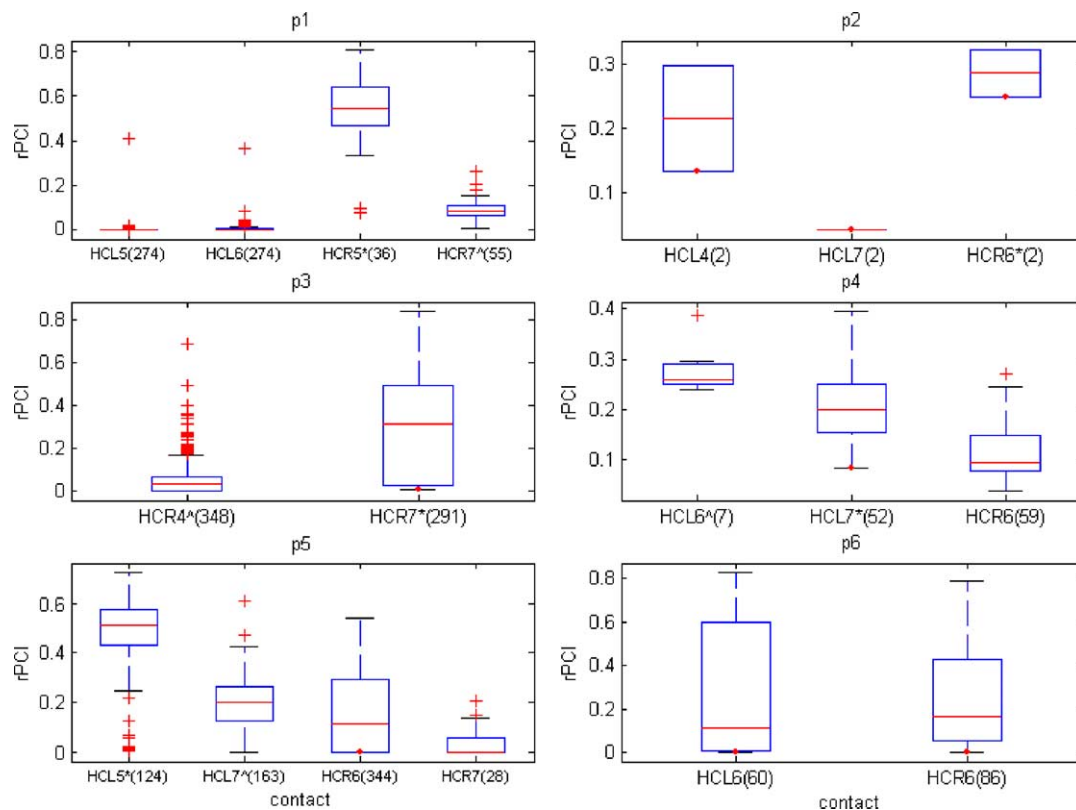 p1
rPCI
0.8
0.6
0.4
0.2
0
HCL5(274) HCL6(274) HCR5*(36) HCR7^(55)
p2
rPCI
0.3
0.2
0.1
HCL4(2) HCL7(2) HCR6*(2)
p3
rPCI
0.8
0.6
0.4
0.2
0
HCR4^(348) HCR7*(291)
p4
rPCI
0.4
0.3
0.2
0.1
HCL6^(7) HCL7*(52) HCR6(59)
p5
rPCI
0.6
0.4
0.2
0
HCL5*(124) HCL7^(163) HCR6(344) HCR7(28)
contact
p6
rPCI
0.8
0.6
0.4
0.2
0
HCL6(60) HCR6(86)
contact